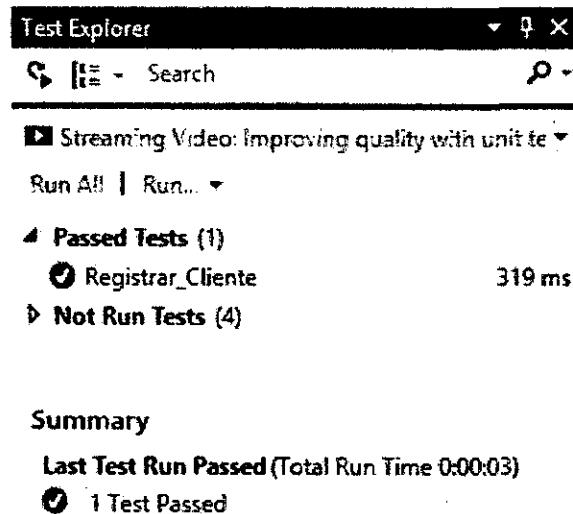 Test Explorer
Search
Streaming Video: Improving quality with unit te
Run All | Run...
Passed Tests (1)
Registrar_Cliente 319 ms
Not Run Tests (4)
Summary
Last Test Run Passed (Total Run Time 0:00:03)
1 Test Passed